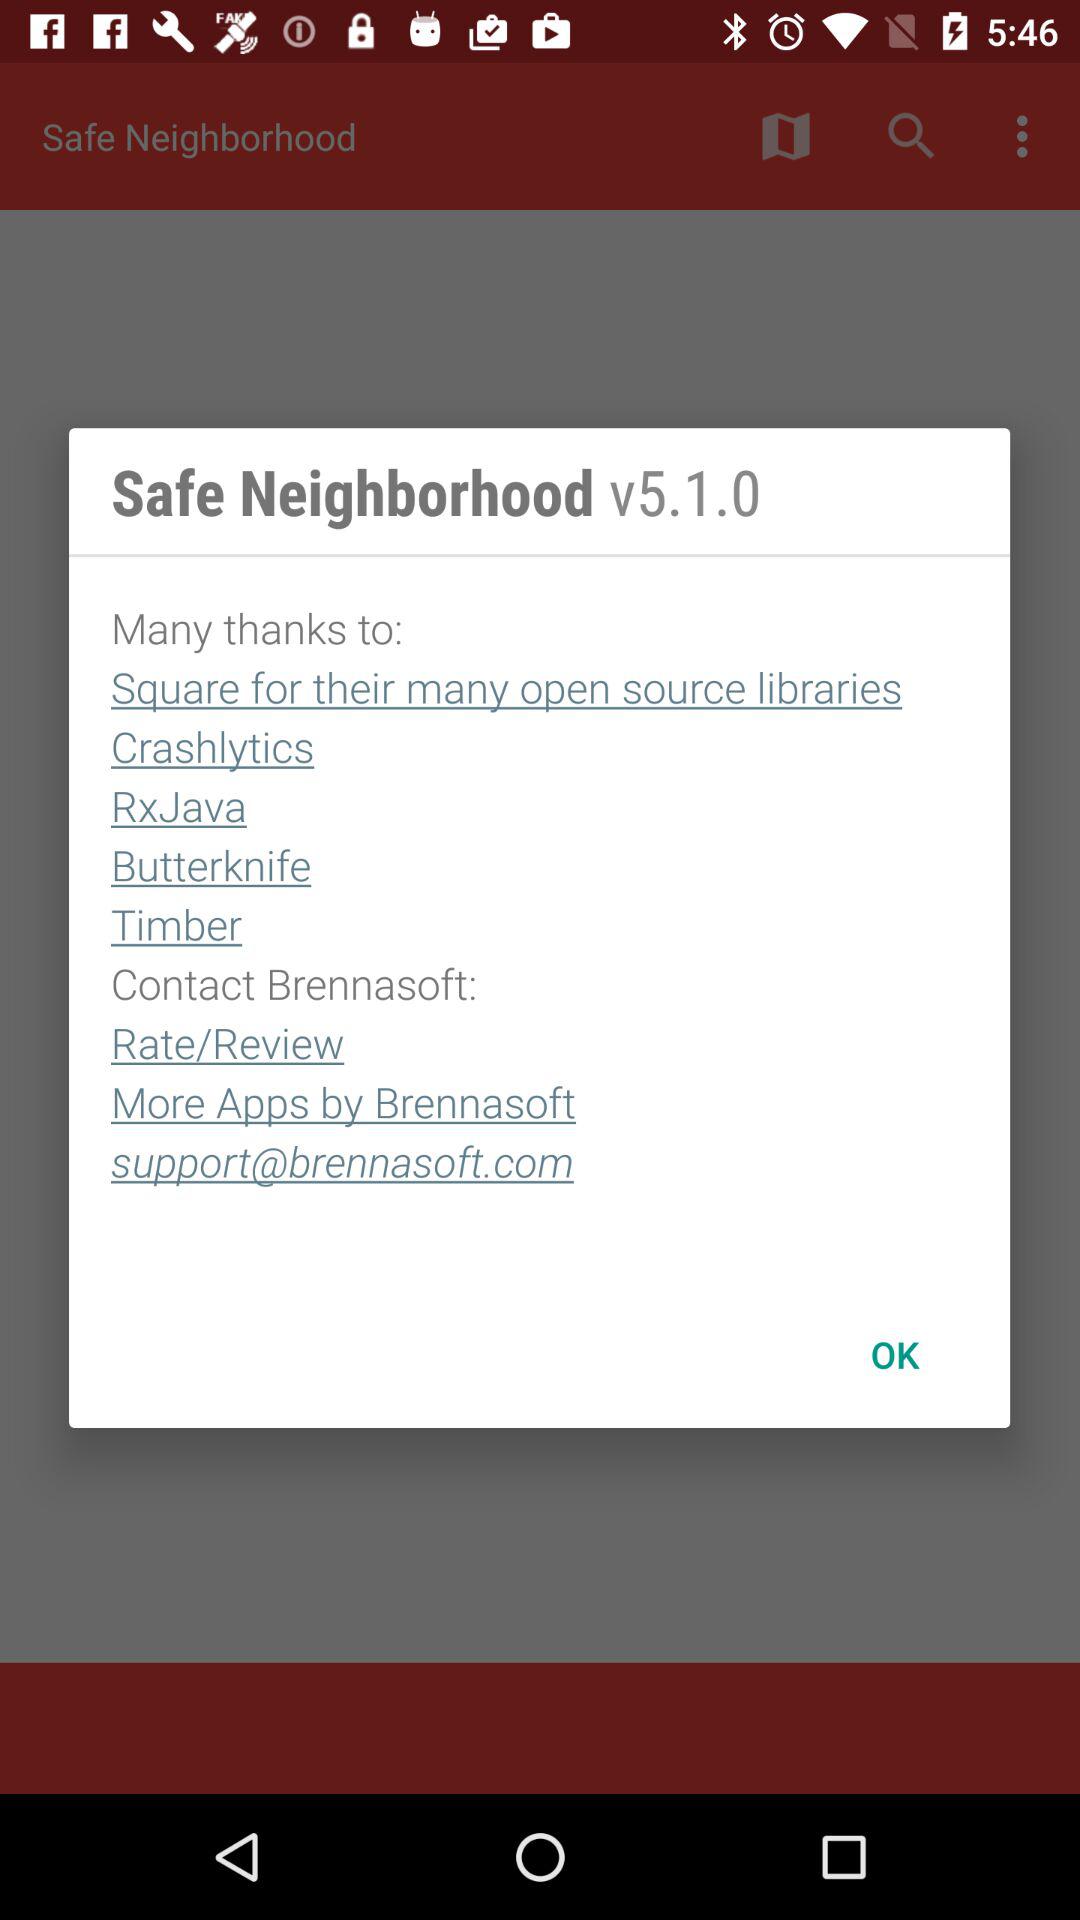 FAKE
5:46
Safe Neighborhood
Safe Neighborhood v5.1.0
Many thanks to:
Square for their many open source libraries
Crashlytics
RxJava
Butterknife
Timber
Contact Brennasoft:
Rate/Review
More Apps by Brennasoft
support@brennasoft.com
OK